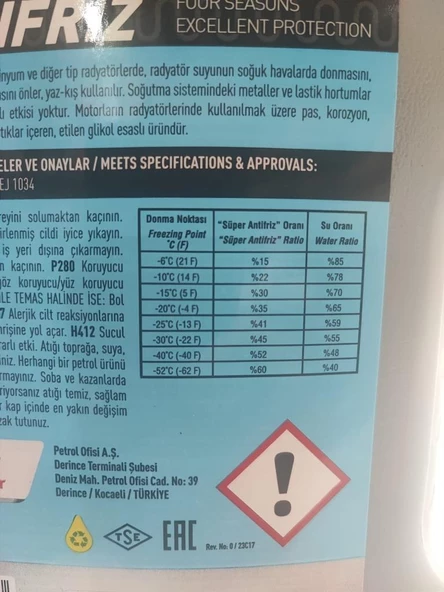 İFRİZ
FOUR SEASONS
EXCELLENT PROTECTION
inyum ve diğer tip radyatörlerde, radyatör suyunun soğuk havalarda donmasını,
asını önler, yaz-kış kullanılır. Soğutma sistemindeki metaller ve lastik hortumlar
lı etkisi yoktur. Motorların radyatörlerinde kullanılmak üzere pas, korozyon,
tıklar içeren, etilen glikol esaslı üründür.
ELER VE ONAYLAR / MEETS SPECIFICATIONS & APPROVALS:
EJ 1034
reyini solumaktan kaçının.
irlenmiş cildi iyice yıkayın.
iş yeri dışına çıkarmayın.
n kaçının. P280 Koruyucu
göz koruyucu/yüz koruyucu
İLE TEMAS HALİNDE İSE: Bol
7 Alerjik cilt reaksiyonlarına
hrişine yol açar. H412 Sucul
rarlı etki. Atığı toprağa, suya,
iniz. Herhangi bir petrol ürünü
rmayınız. Soba ve kazanlarda
riyorsanız atığı temiz, sağlam
r kap içinde en yakın değişim
zak tutunuz.
Donma Noktası "Süper Antifriz" Oranı Su Oranı
Freezing Point "Süper Antifriz" Ratio Water Ratio
°C (F)
-6°C (21 F) %15 %85
-10°C (14 F) %22 %78
-15°C (5 F) %30 %70
-20°C (-4 F) %35 %65
-25°C (-13 F) %41 %59
-30°C (-22 F) %45 %55
-40°C (-40 F) %52 %48
-52°C (-62 F) %60 %40
r
Petrol Ofisi A.Ş.
Derince Terminali Şubesi
Deniz Mah. Petrol Ofisi Cad. No: 39
Derince / Kocaeli / TÜRKİYE
TSE
EAC
Rev. No: 0 / 23C17